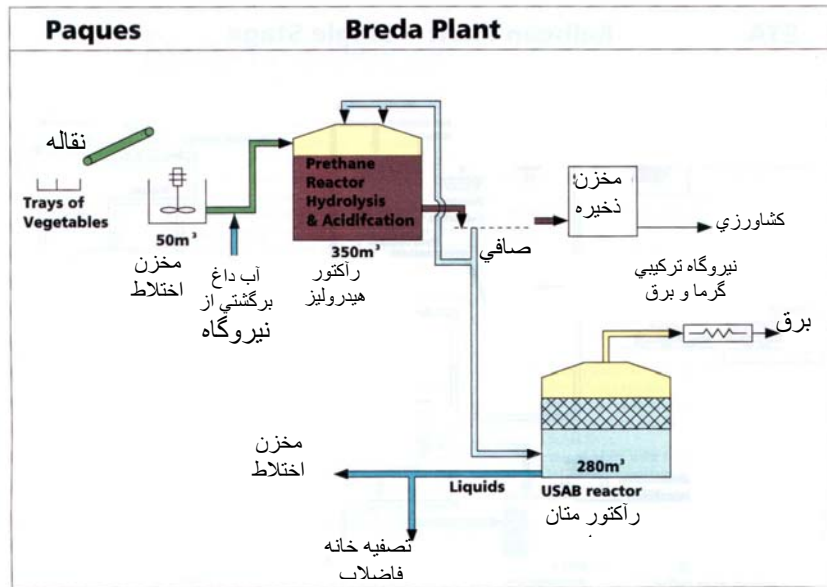 Paques
Breda Plant
نقاله
Trays of
Vegetables
50m³
مخزن
اختلاط
آب داغ
برگشتي از
نيروگاه
Prethane
Reactor
Hydrolysis
& Acidifcation
350m³
رآكتور
هيدروليز
صافي
مخزن
ذخيره
كشاورزي
نيروگاه تركيبي
گرما و برق
برق
280m³
USAB reactor
رآكتور متان
Liquids
مخزن
اختلاط
تصفيه خانه
فاضلاب